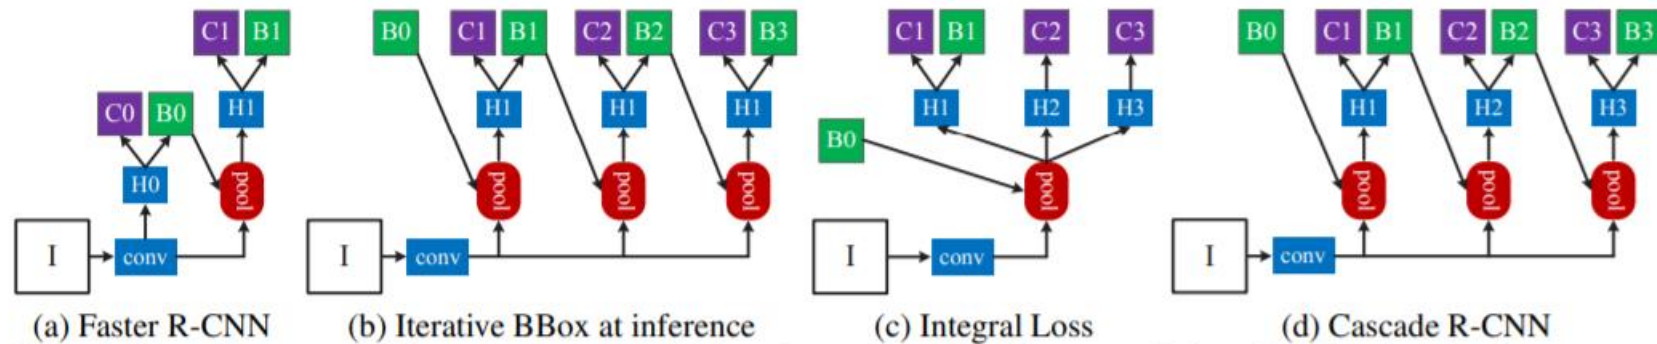 C1 B1 B0 C1 B1 C2 B2 C3 B3 C1 B1 C2 C3 B0 C1 B1 C2 B2 C3 B3
C0 B0 H1 H1 H1 H1 H1 H2 H3 H1 H2 H3
B0
H0 pool pool pool pool pool pool pool pool
I conv I conv I conv I conv
(a) Faster R-CNN (b) Iterative BBox at inference (c) Integral Loss (d) Cascade R-CNN